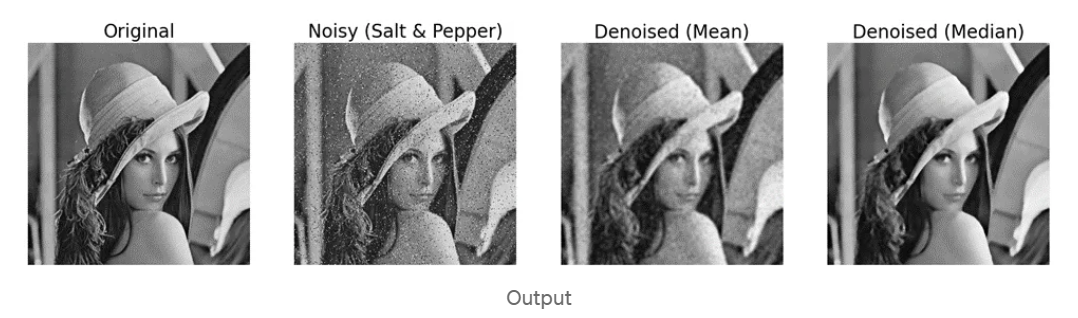 Original
Noisy (Salt & Pepper)
Denoised (Mean)
Denoised (Median)
Output